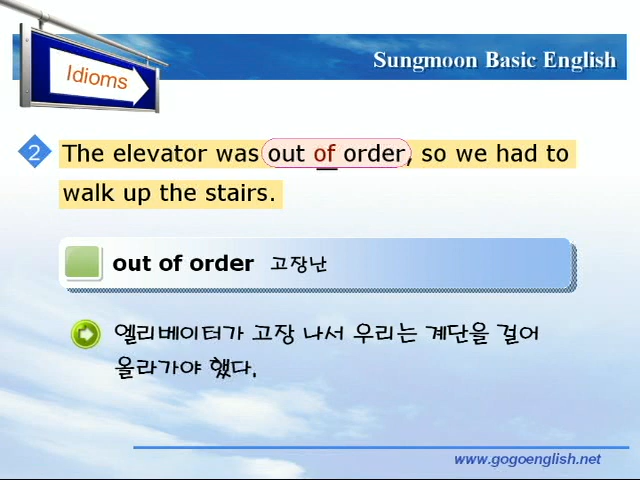 Sungmoon Basic English
Idioms
2
The elevator was out of order, so we had to
walk up the stairs.
out of order 고장난
엘리베이터가 고장 나서 우리는 계단을 걸어
올라가야 했다.
www.gogoenglish.net